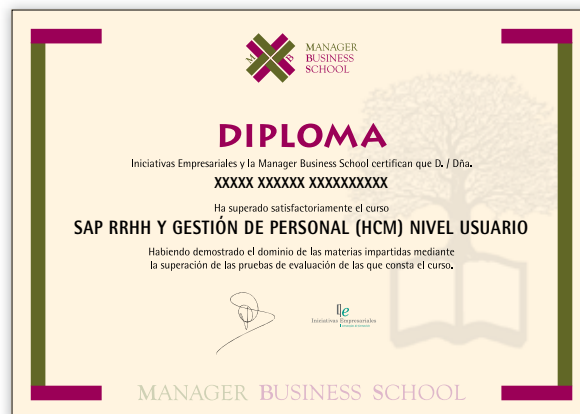 M B
MANAGER
BUSINESS
SCHOOL
DIPLOMA
Iniciativas Empresariales y la Manager Business School certifican que D. / Dña.
XXXXX XXXXXX XXXXXXXXXX
Ha superado satisfactoriamente el curso
SAP RRHH Y GESTIÓN DE PERSONAL (HCM) NIVEL USUARIO
Habiendo demostrado el dominio de las materias impartidas mediante
la superación de las pruebas de evaluación de las que consta el curso.
Iniciativas Empresariales
MANAGER BUSINESS SCHOOL